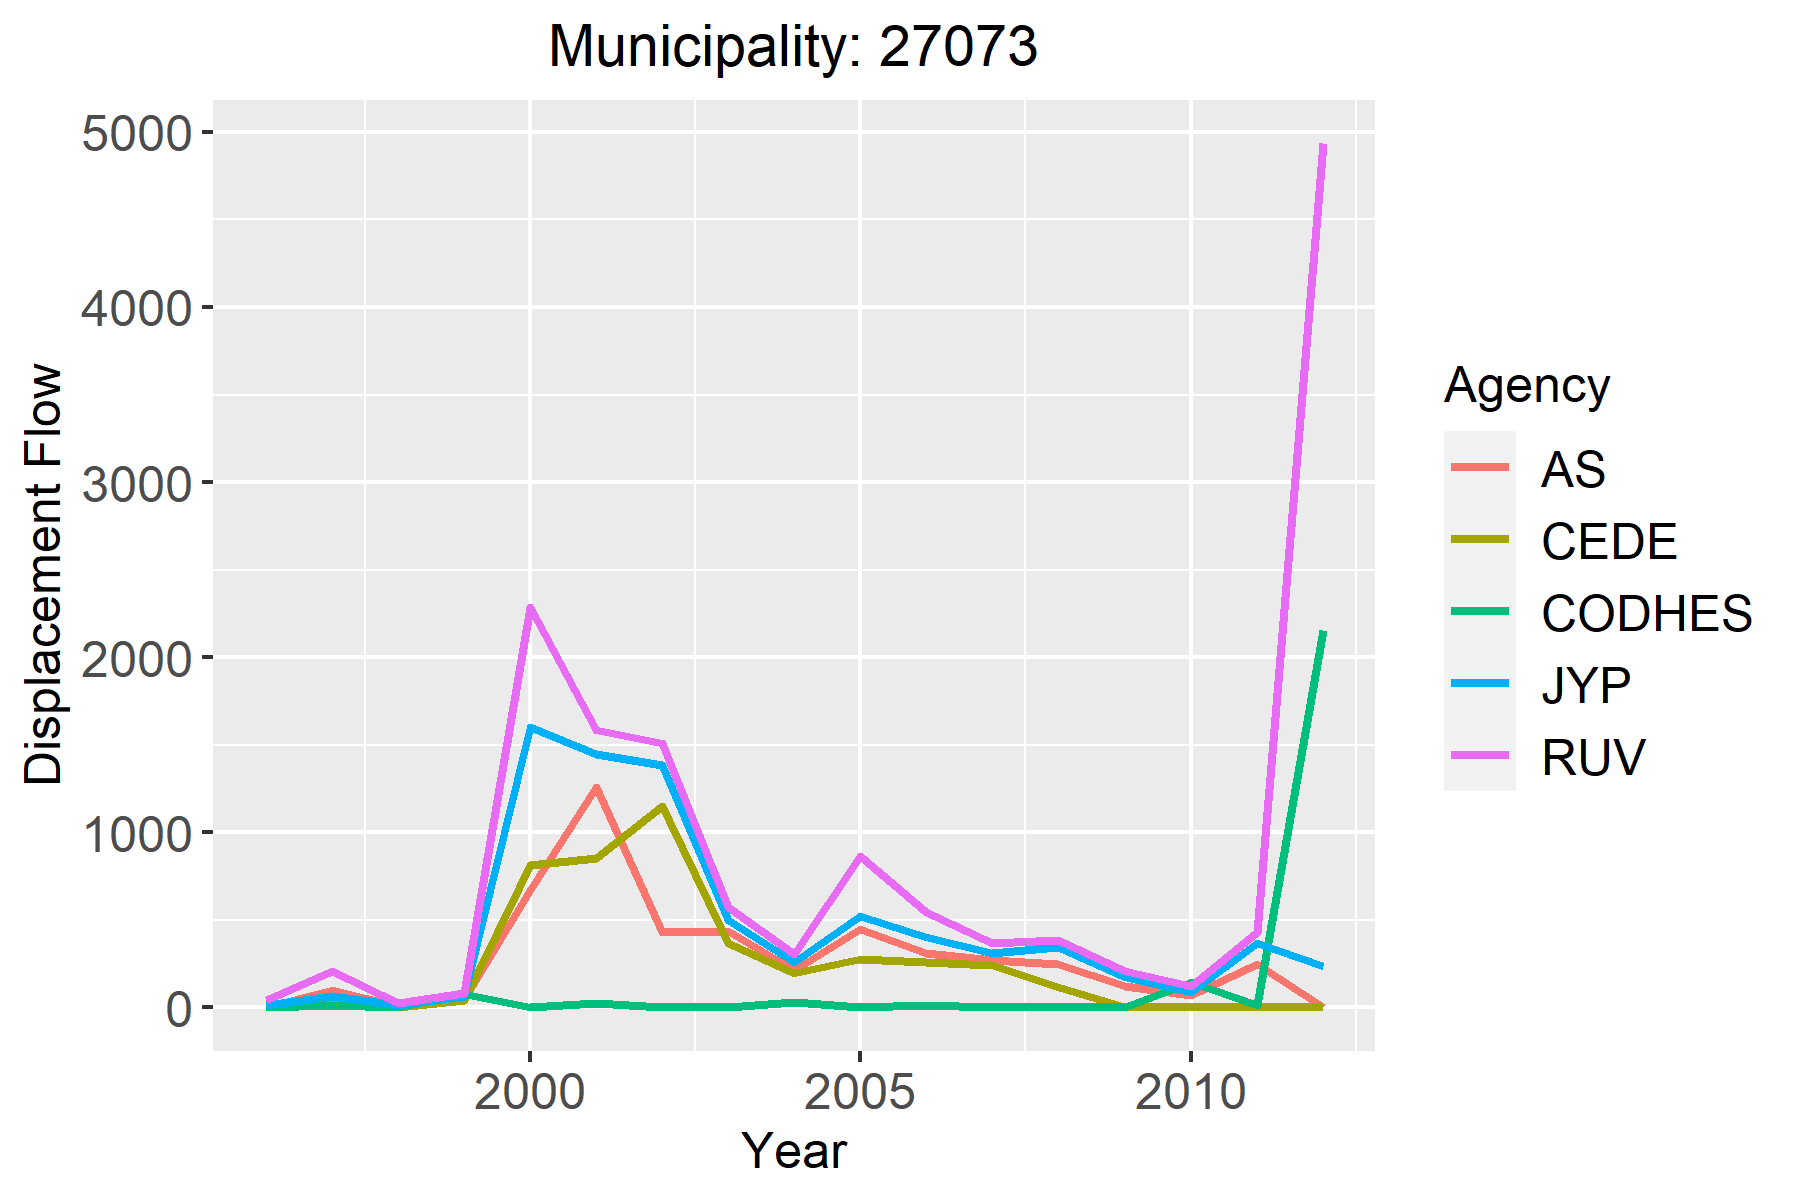 Municipality: 27073
5000
4000
3000
2000
1000
0
Displacement Flow
2000 2005 2010
Year
Agency
AS
CEDE
CODHES
JYP
RUV